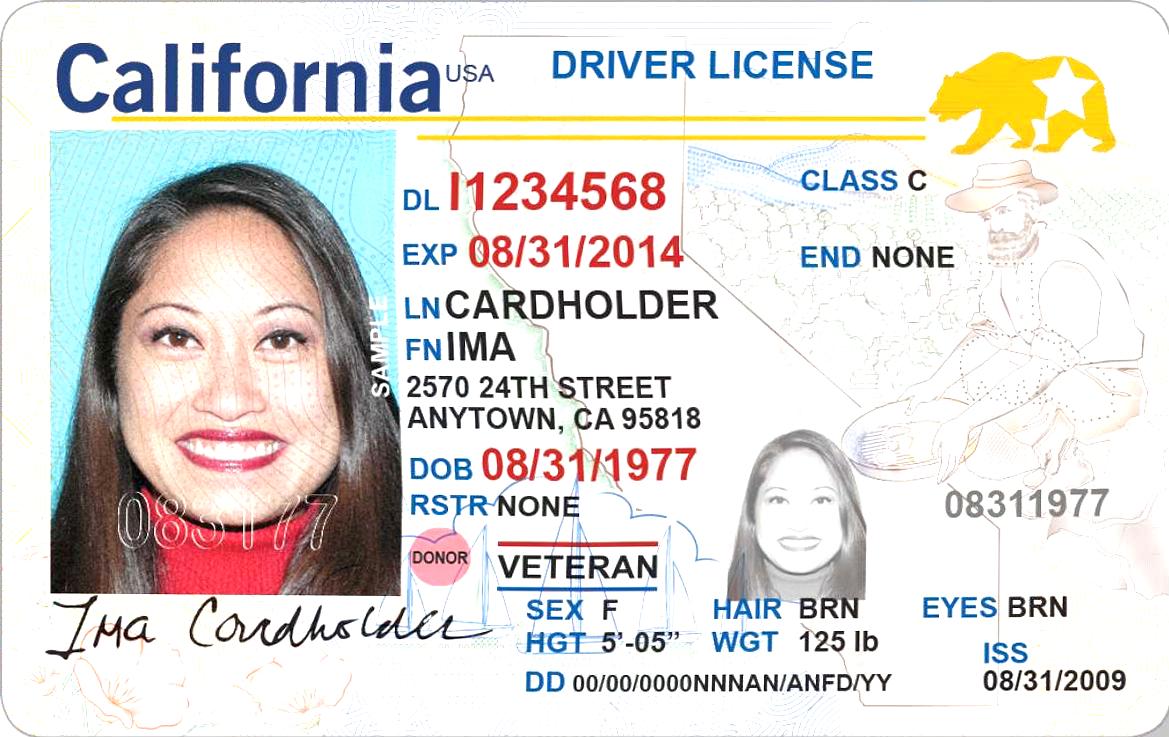 California USA DRIVER LICENSE
DL I1234568
CLASS C
EXP 08/31/2014
END NONE
LN CARDHOLDER
FN IMA
2570 24TH STREET
ANYTOWN, CA 95818
DOB 08/31/1977
RSTR NONE
08311977
SAMPLE
083177
DONOR
VETERAN
Ima Cardholder
SEX F HAIR BRN EYES BRN
HGT 5'-05" WGT 125 lb
ISS
08/31/2009
DD 00/00/0000NNNAN/ANFD/YY